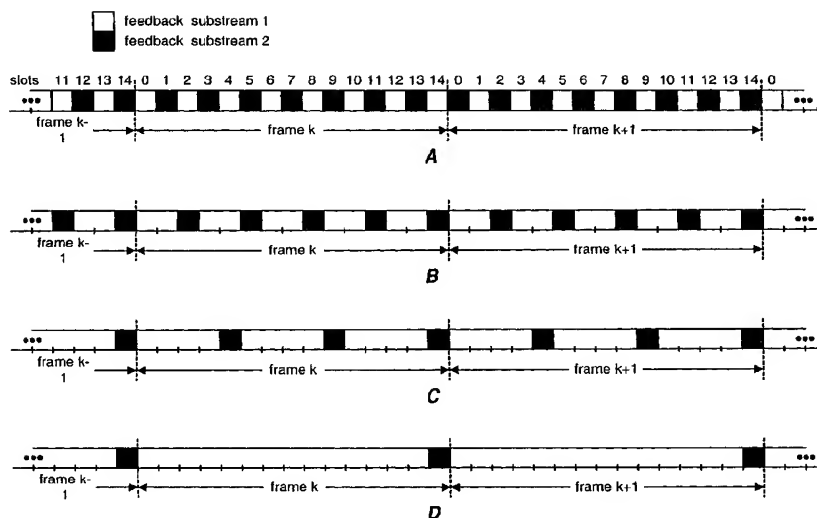 feedback substream 1
feedback substream 2
slots 11 12 13 14 0 1 2 3 4 5 6 7 8 9 10 11 12 13 14 0 1 2 3 4 5 6 7 8 9 10 11 12 13 14 0
frame k-1 frame k frame k+1
A
frame k-1 frame k frame k+1
B
frame k-1 frame k frame k+1
C
frame k-1 frame k frame k+1
D